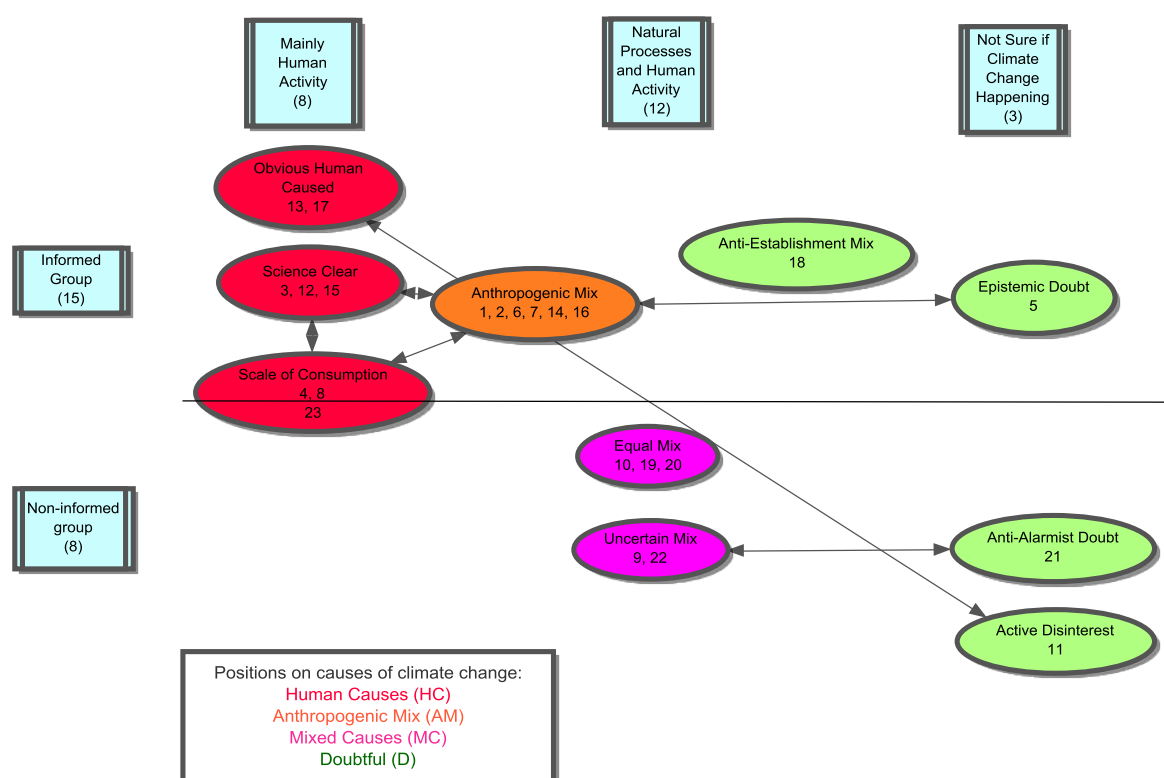 Mainly
Human
Activity
(8)
Natural
Processes
and Human
Activity
(12)
Not Sure if
Climate
Change
Happening
(3)
Obvious Human
Caused
13, 17
Informed
Group
(15)
Science Clear
3, 12, 15
Anthropogenic Mix
1, 2, 6, 7, 14, 16
Anti-Establishment Mix
18
Epistemic Doubt
5
Scale of Consumption
4, 8
23
Equal Mix
10, 19, 20
Non-informed
group
(8)
Uncertain Mix
9, 22
Anti-Alarmist Doubt
21
Active Disinterest
11
Positions on causes of climate change:
Human Causes (HC)
Anthropogenic Mix (AM)
Mixed Causes (MC)
Doubtful (D)